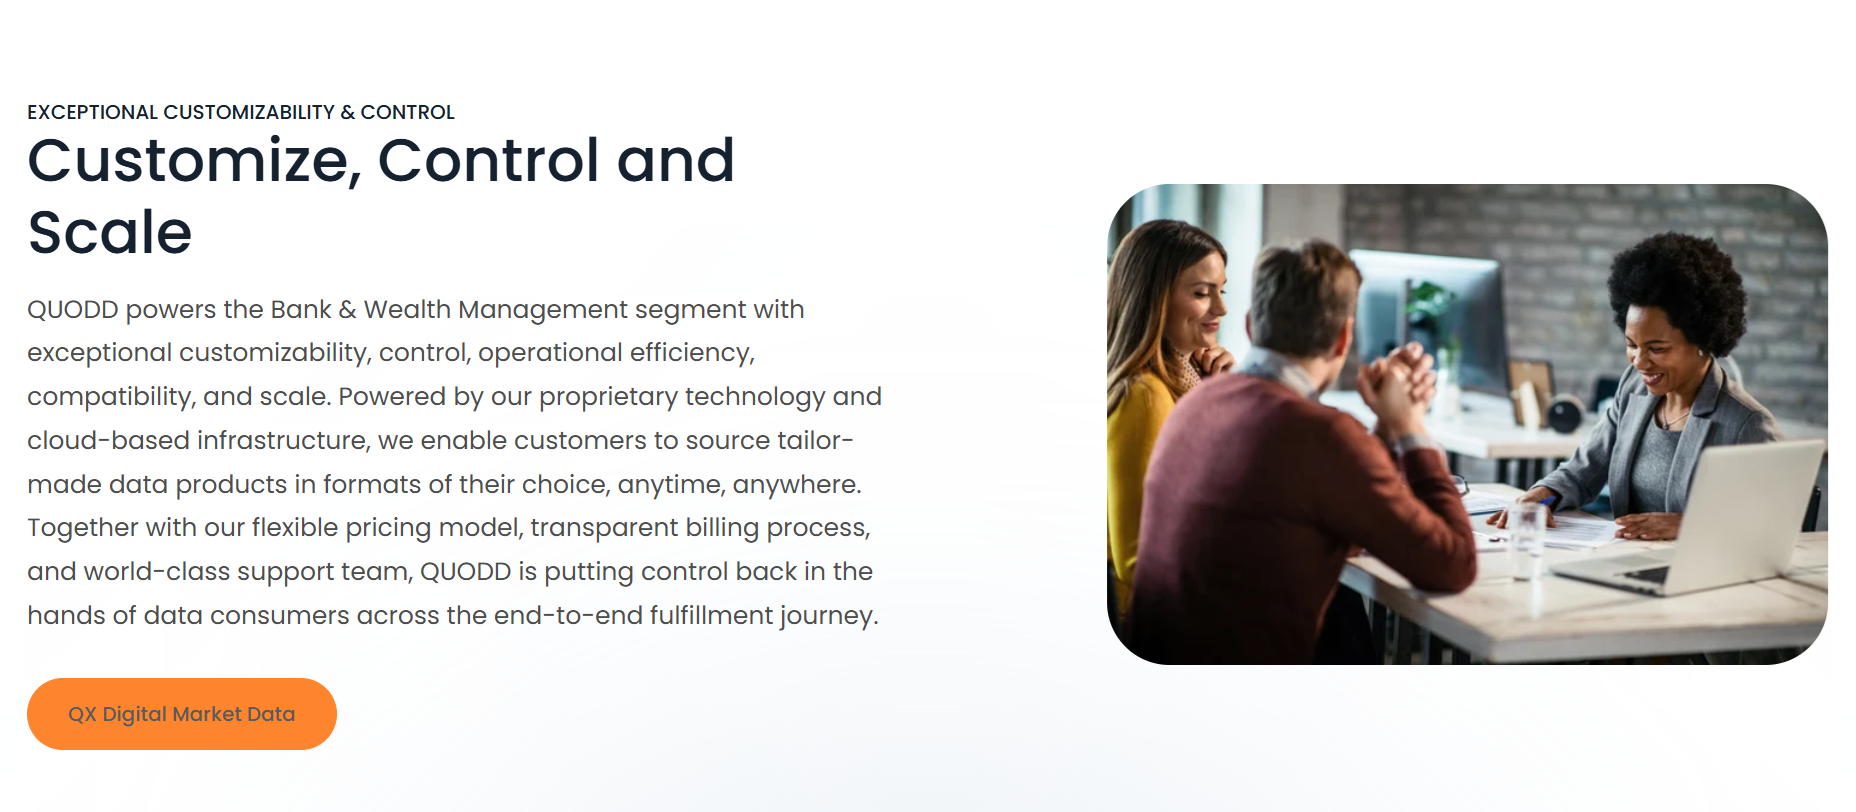 EXCEPTIONAL CUSTOMIZABILITY & CONTROL
Customize, Control and
Scale
QUODD powers the Bank & Wealth Management segment with
exceptional customizability, control, operational efficiency,
compatibility, and scale. Powered by our proprietary technology and
cloud-based infrastructure, we enable customers to source tailor-
made data products in formats of their choice, anytime, anywhere.
Together with our flexible pricing model, transparent billing process,
and world-class support team, QUODD is putting control back in the
hands of data consumers across the end-to-end fulfillment journey.
QX Digital Market Data